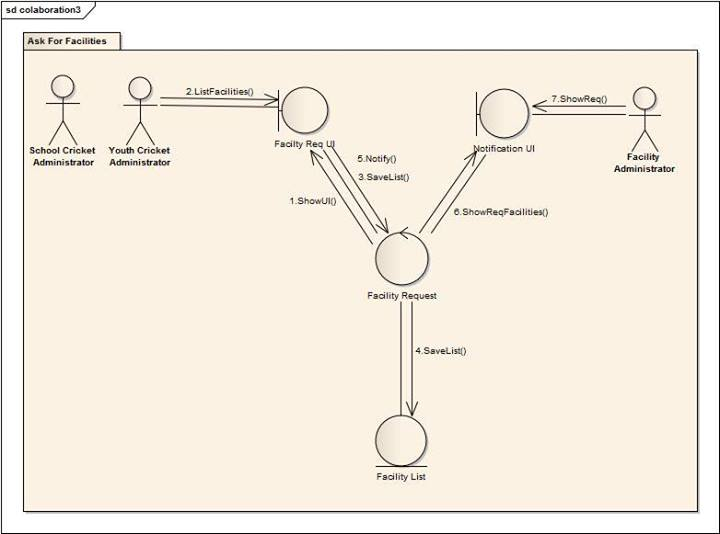 sd colaboration3
Ask For Facilities
2.ListFacilities()
7.ShowReq()
School Cricket
Administrator
Youth Cricket
Administrator
Facilty Req UI
Notification UI
Facility
Administrator
5.Notify()
3.SaveList()
1.ShowUI()
6.ShowReqFacilities()
Facility Request
4.SaveList()
Facility List